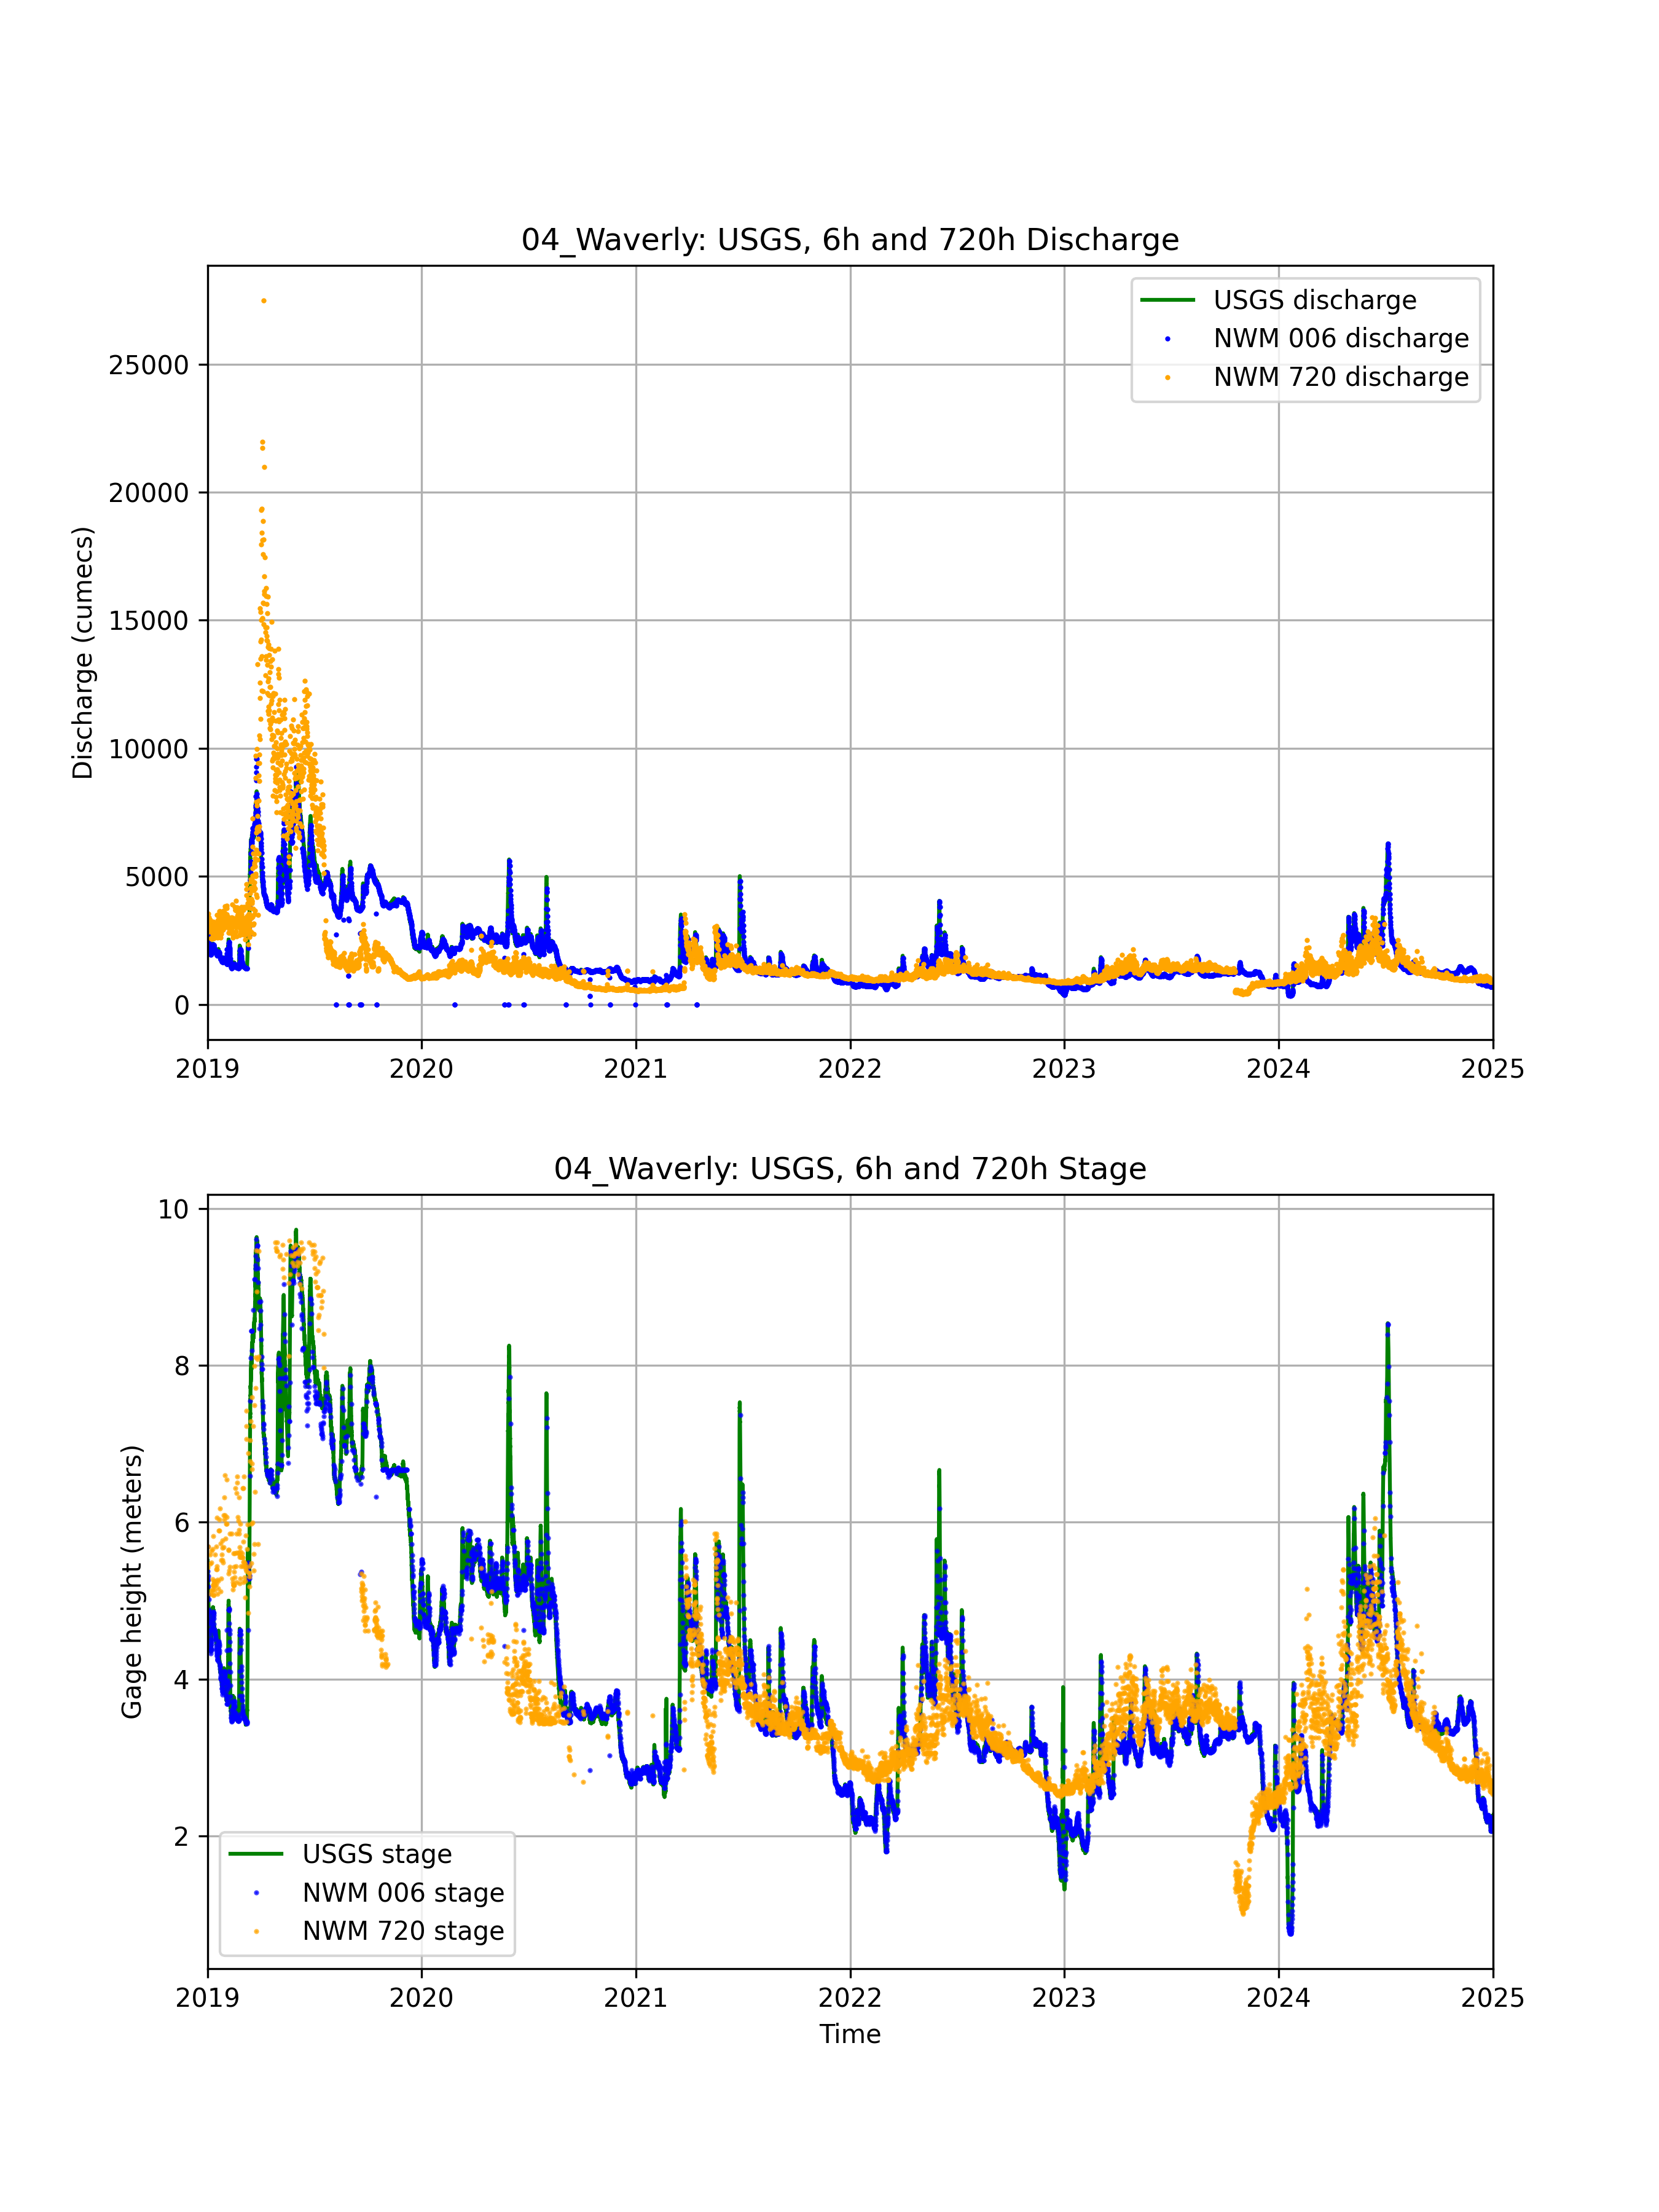 04_Waverly: USGS, 6h and 720h Discharge
USGS discharge
NWM 006 discharge
NWM 720 discharge
Discharge (cumecs)
25000
20000
15000
10000
5000
0
2019 2020 2021 2022 2023 2024 2025
04_Waverly: USGS, 6h and 720h Stage
Gage height (meters)
10
8
6
4
2
USGS stage
NWM 006 stage
NWM 720 stage
2019 2020 2021 2022 2023 2024 2025
Time